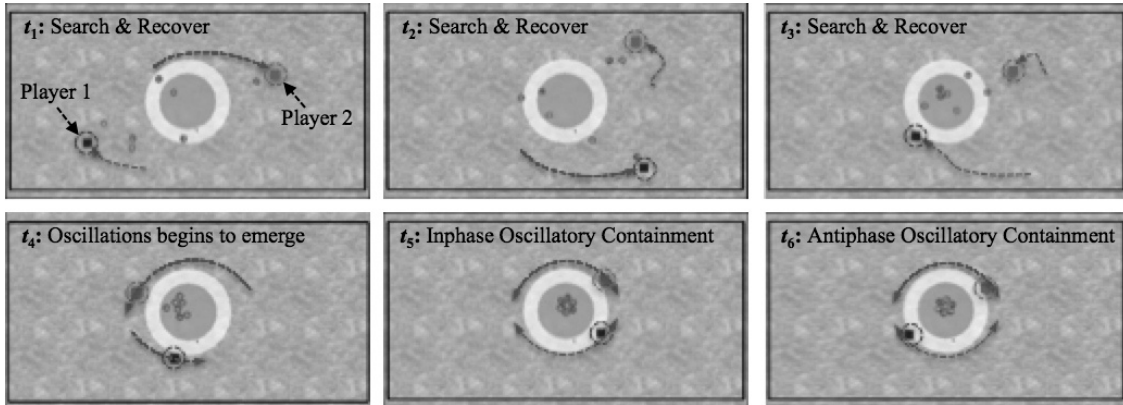 t₁: Search & Recover
Player 1
Player 2
t₂: Search & Recover
t₃: Search & Recover
t₄: Oscillations begins to emerge
t₅: Inphase Oscillatory Containment
t₆: Antiphase Oscillatory Containment